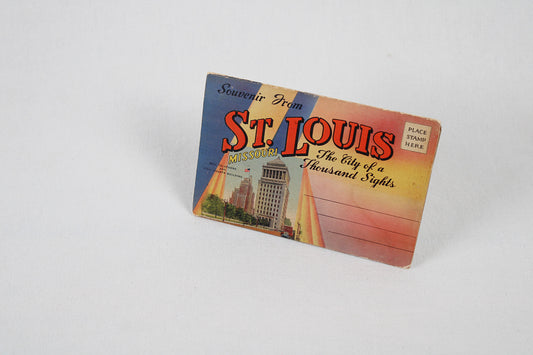 Souvenir From
ST. LOUIS
MISSOURI
The City of a
Thousand Sights
PLACE
STAMP
HERE